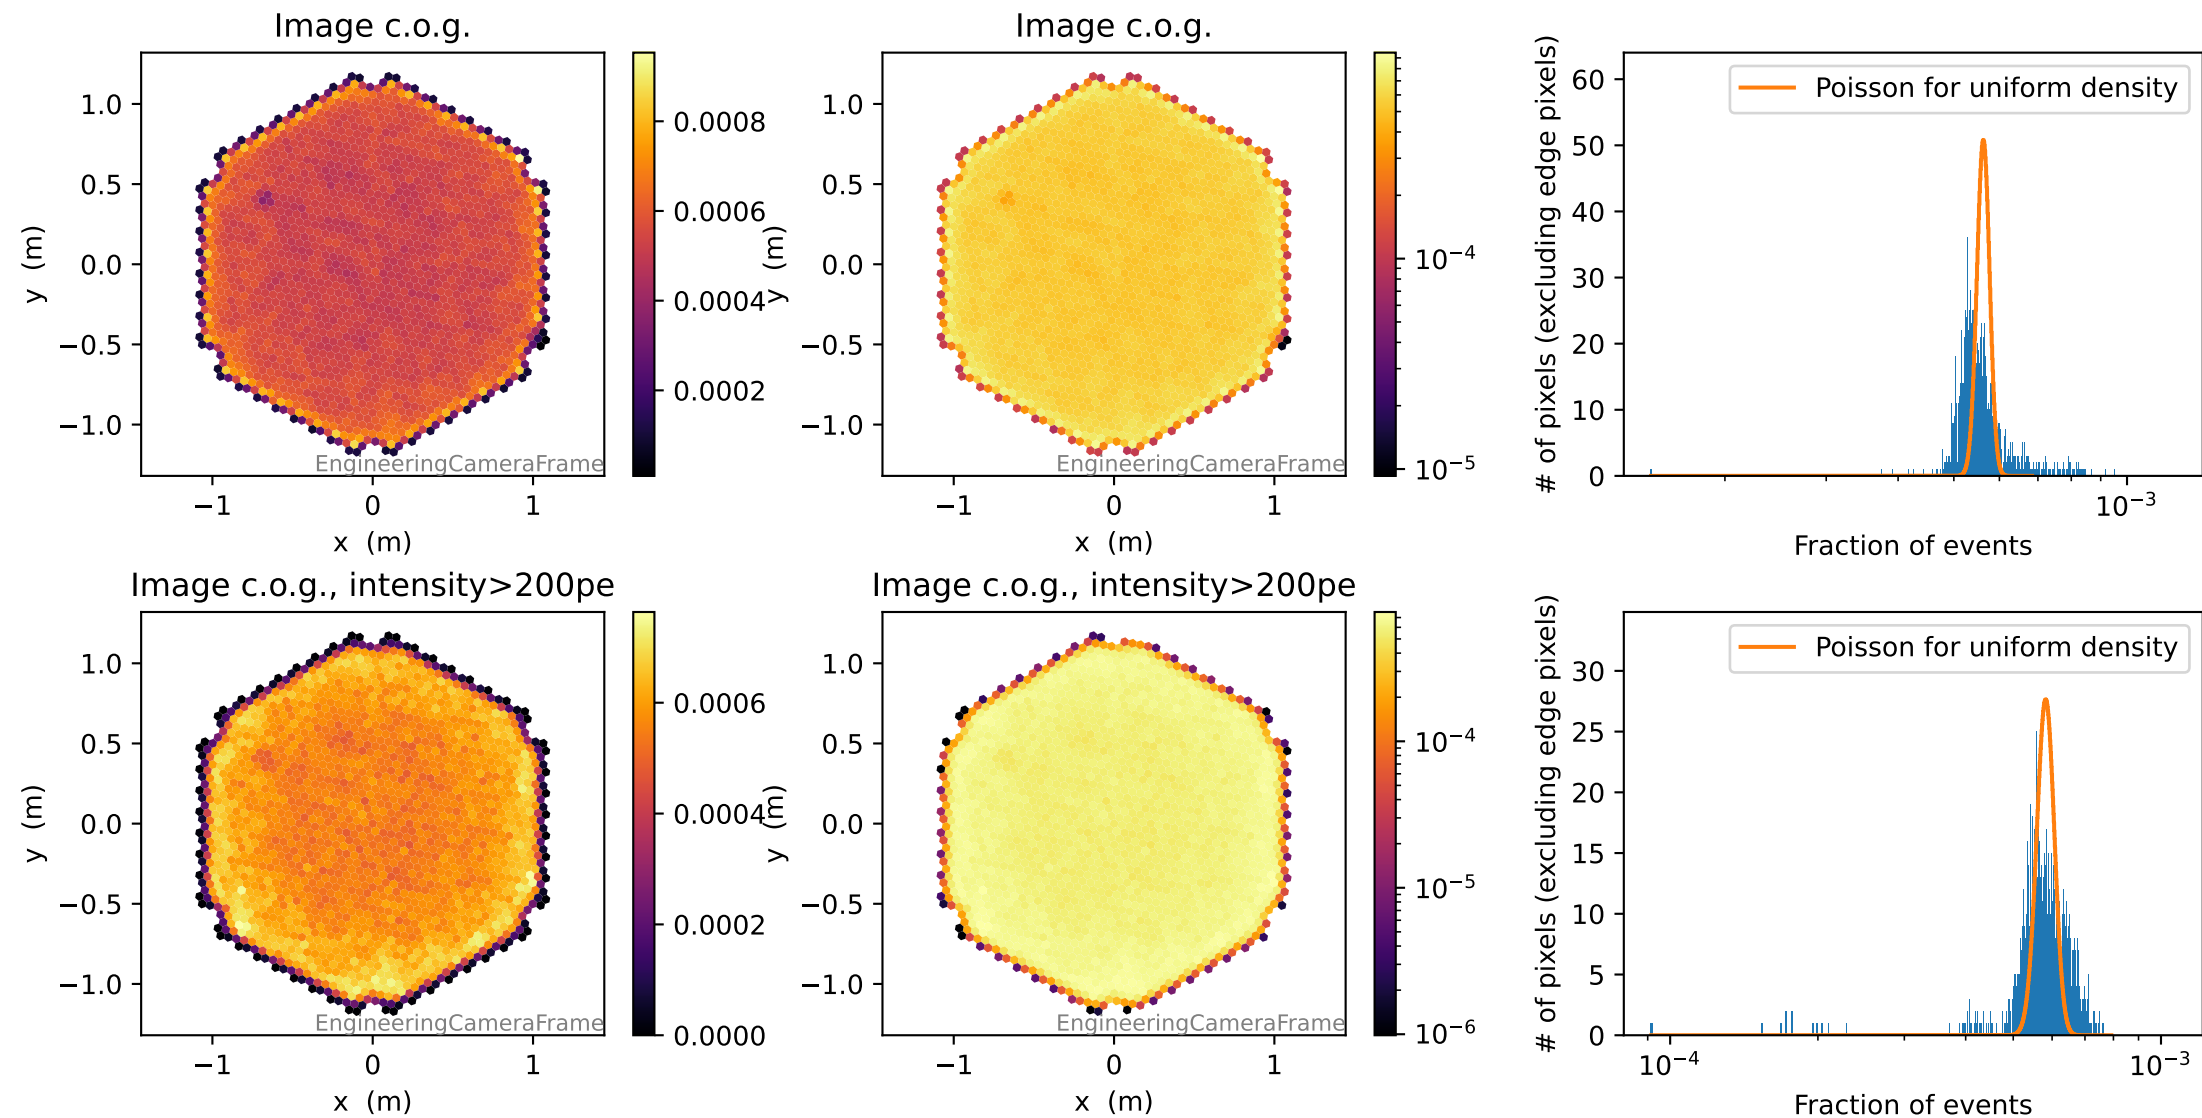 Image c.o.g.
1.0
0.5
0.0
−0.5
−1.0
y (m)
−1 0 1
x (m)
EngineeringCameraFrame
0.0008
0.0006
0.0004
0.0002
Image c.o.g.
1.0
0.5
0.0
−0.5
−1.0
y (m)
−1 0 1
x (m)
EngineeringCameraFrame
10⁻⁴
10⁻⁵
# of pixels (excluding edge pixels)
60
50
40
30
20
10
0
Poisson for uniform density
10⁻³
Fraction of events
Image c.o.g., intensity>200pe
1.0
0.5
0.0
−0.5
−1.0
y (m)
−1 0 1
x (m)
EngineeringCameraFrame
0.0006
0.0004
0.0002
0.0000
Image c.o.g., intensity>200pe
1.0
0.5
0.0
−0.5
−1.0
y (m)
−1 0 1
x (m)
EngineeringCameraFrame
10⁻⁴
10⁻⁵
10⁻⁶
# of pixels (excluding edge pixels)
30
25
20
15
10
5
0
Poisson for uniform density
10⁻⁴ 10⁻³
Fraction of events